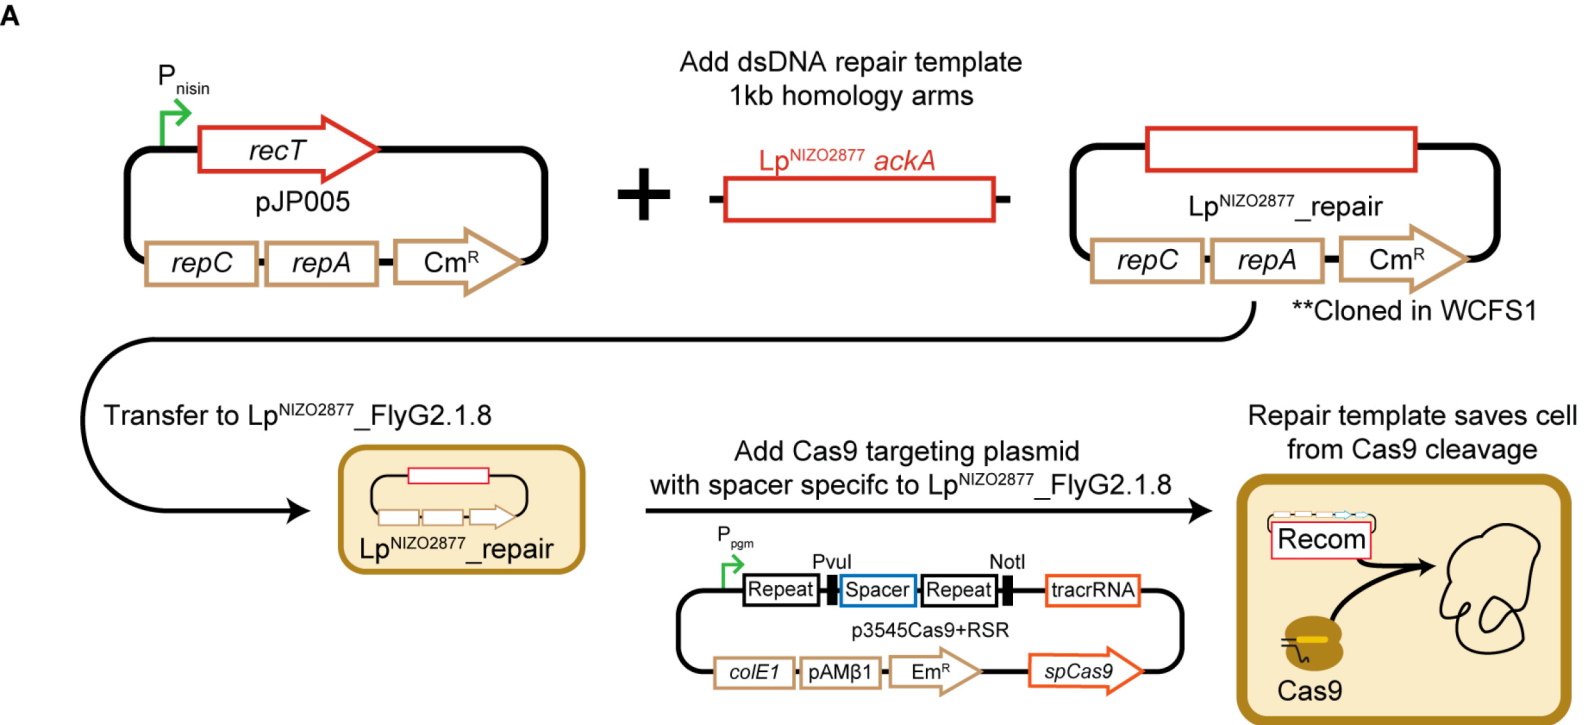 A
Pnisin
recT
pJP005
repC repA CmR
+
Add dsDNA repair template
1kb homology arms
LpNIZO2877 ackA
LpNIZO2877_repair
repC repA CmR
**Cloned in WCFS1
Transfer to LpNIZO2877_FlyG2.1.8
LpNIZO2877_repair
Add Cas9 targeting plasmid
with spacer specifc to LpNIZO2877_FlyG2.1.8
Ppgm
PvuI NotI
Repeat Spacer Repeat tracrRNA
p3545Cas9+RSR
colE1 pAMβ1 EmR spCas9
Repair template saves cell
from Cas9 cleavage
Recom
Cas9